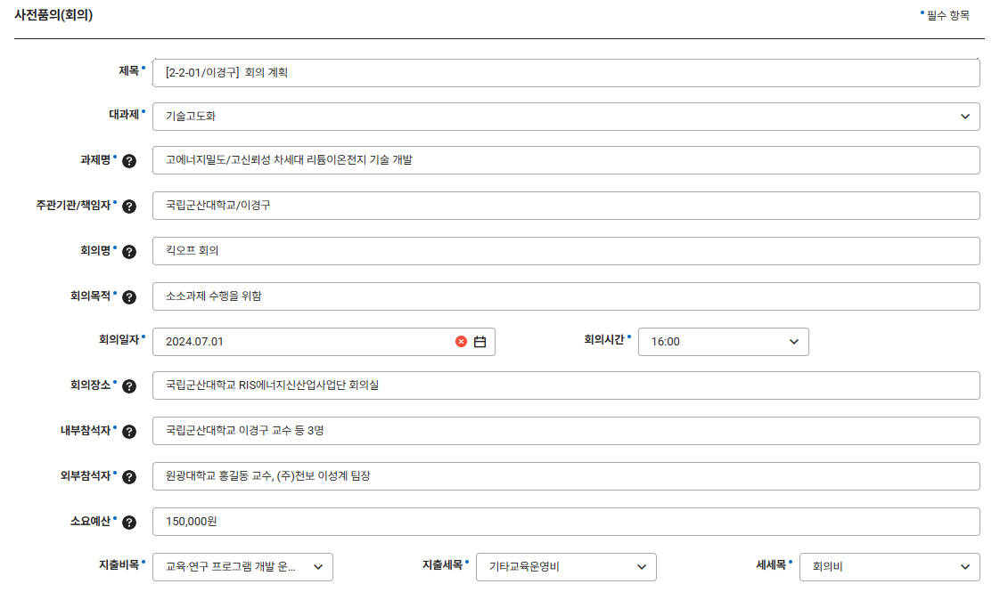 사전품의(회의)
필수 항목
제목 [2-2-01/이경구] 회의 계획
대과제 기술고도화
과제명 ? 고에너지밀도/고신뢰성 차세대 리튬이온전지 기술 개발
주관기관/책임자 ? 국립군산대학교/이경구
회의명 ? 킥오프 회의
회의목적 ? 소소과제 수행을 위함
회의일자 2024.07.01 회의시간 16:00
회의장소 ? 국립군산대학교 RIS에너지신산업사업단 회의실
내부참석자 ? 국립군산대학교 이경구 교수 등 3명
외부참석자 ? 원광대학교 홍길동 교수, (주)천보 이성계 팀장
소요예산 ? 150,000원
지출비목 교육·연구 프로그램 개발 운... 지출세목 기타교육운영비 세세목 회의비